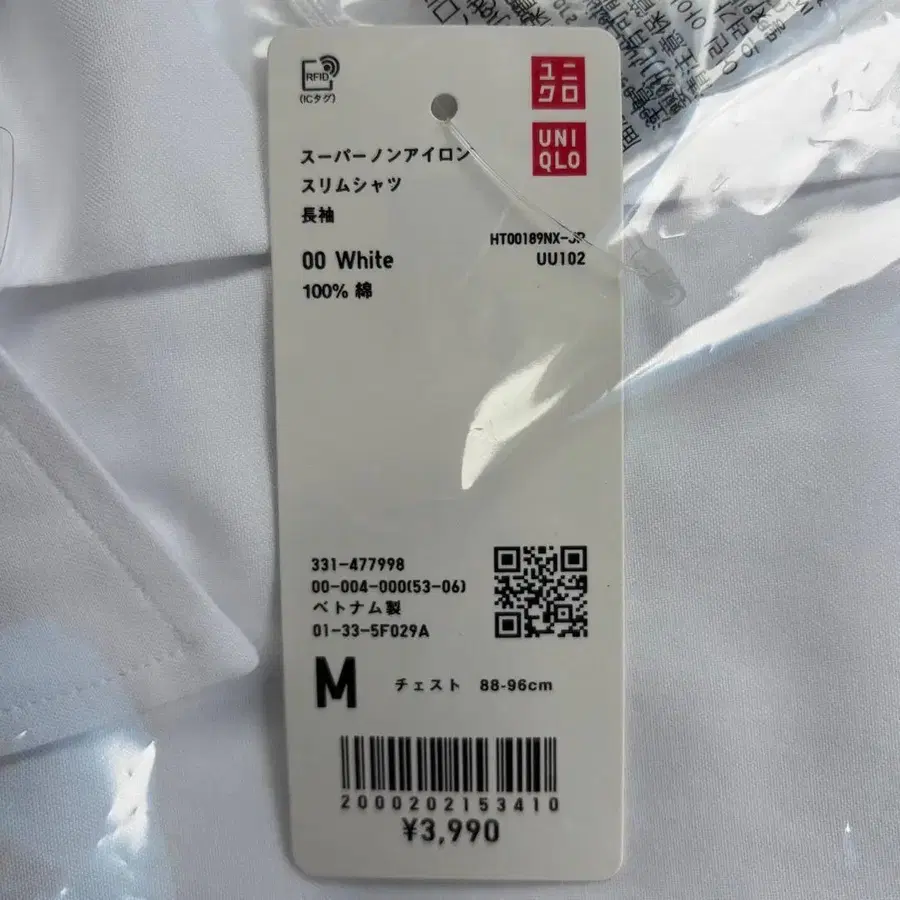 RFID
(ICタグ)
ユニ
クロ
UNI
QLO
スーパーノンアイロン
スリムシャツ
長袖
HT00189NX-JP
00 White
UU102
100% 綿
331-477998
00-004-000(53-06)
ベトナム製
01-33-5F029A
M チェスト 88-96cm
2000202153410
¥3,990